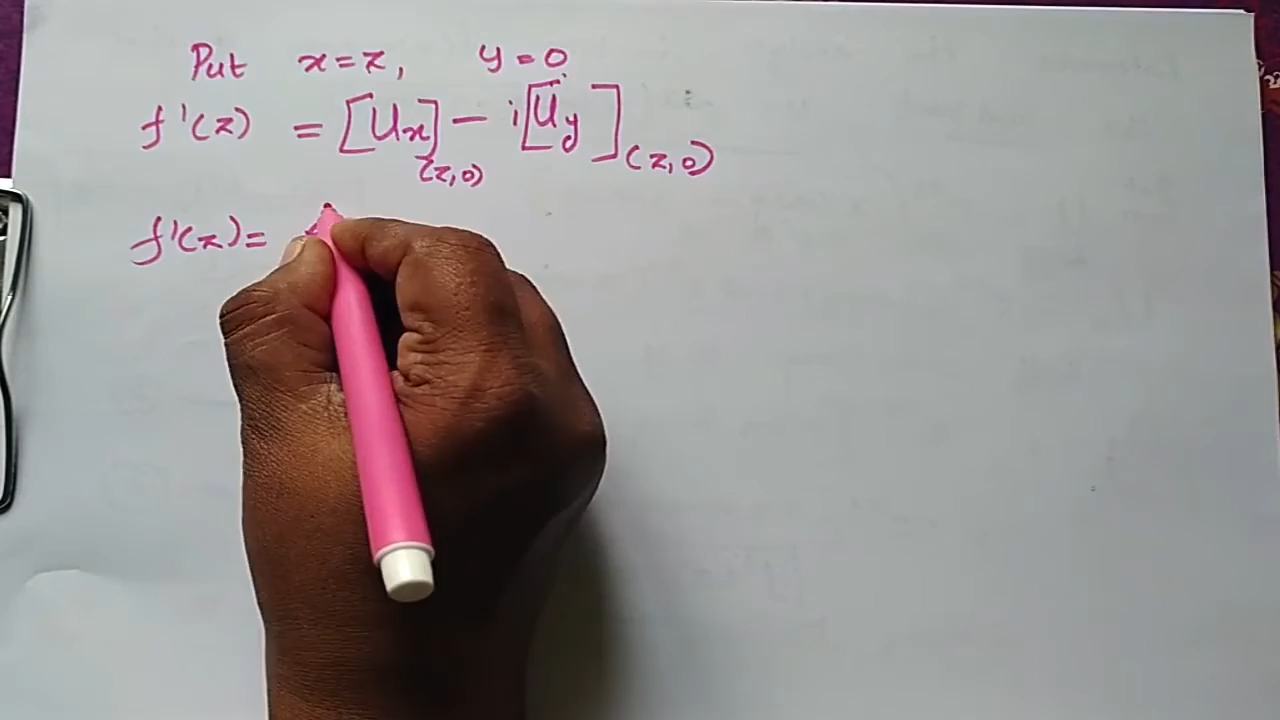 Put x=z, y=0
f'(z) = [Ux](z,0) - i[Uy](z,0)
f'(z)=